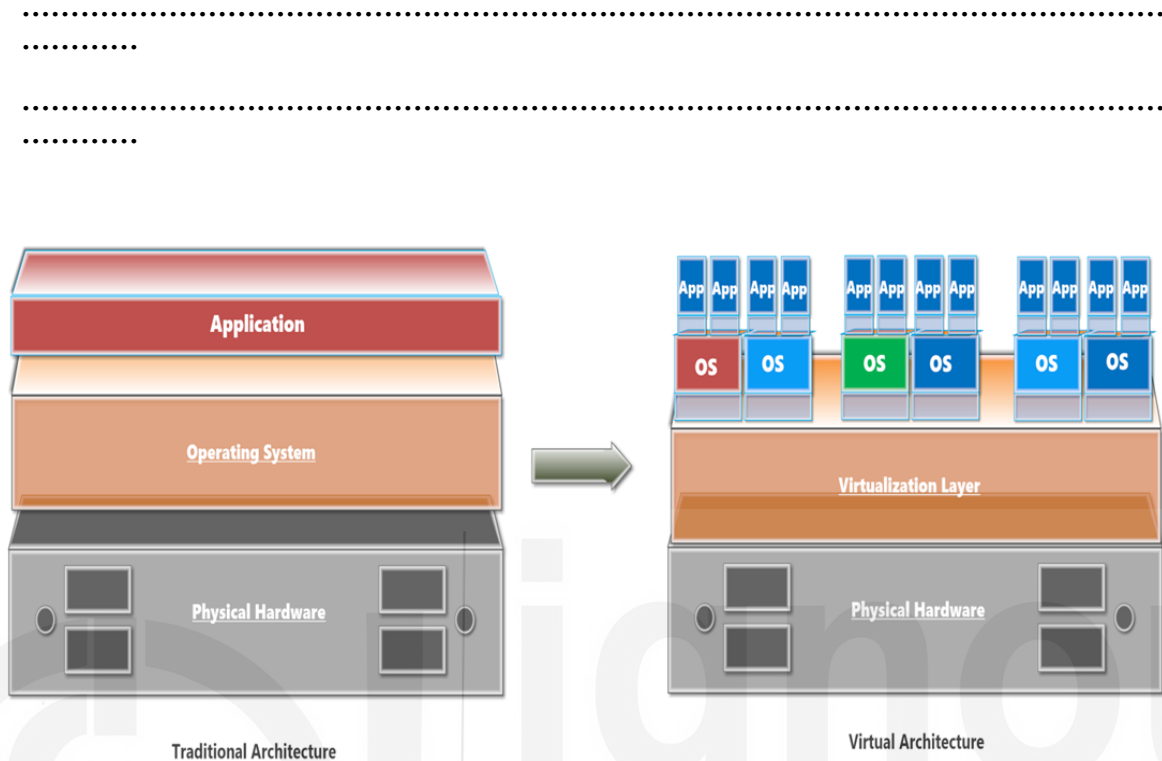 ........................................................................................................................
............
........................................................................................................................
............
Application
Operating System
Physical Hardware
Traditional Architecture
App App App App App App App App App App App App
OS OS OS OS OS OS
Virtualization Layer
Physical Hardware
Virtual Architecture
ignou